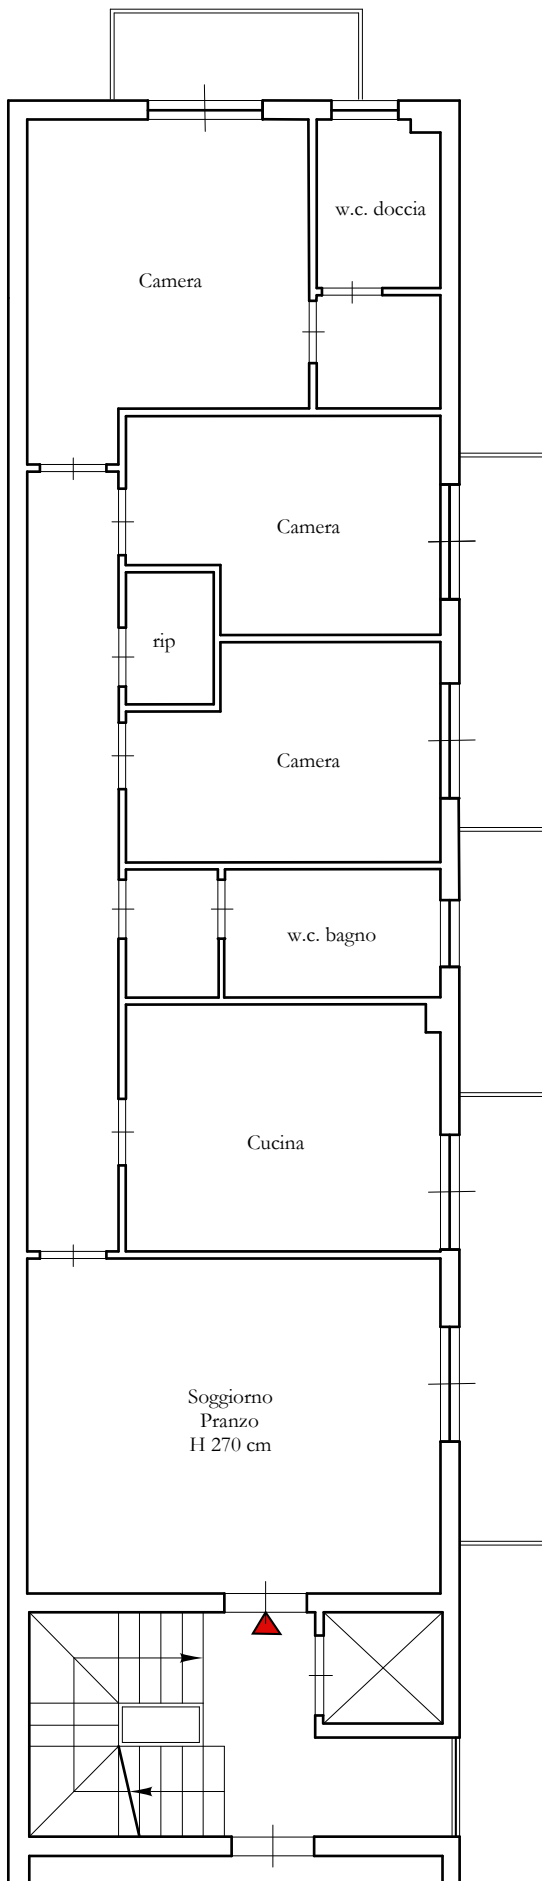 w.c. doccia
Camera
Camera
rip
Camera
w.c. bagno
Cucina
Soggiorno
Pranzo
H 270 cm